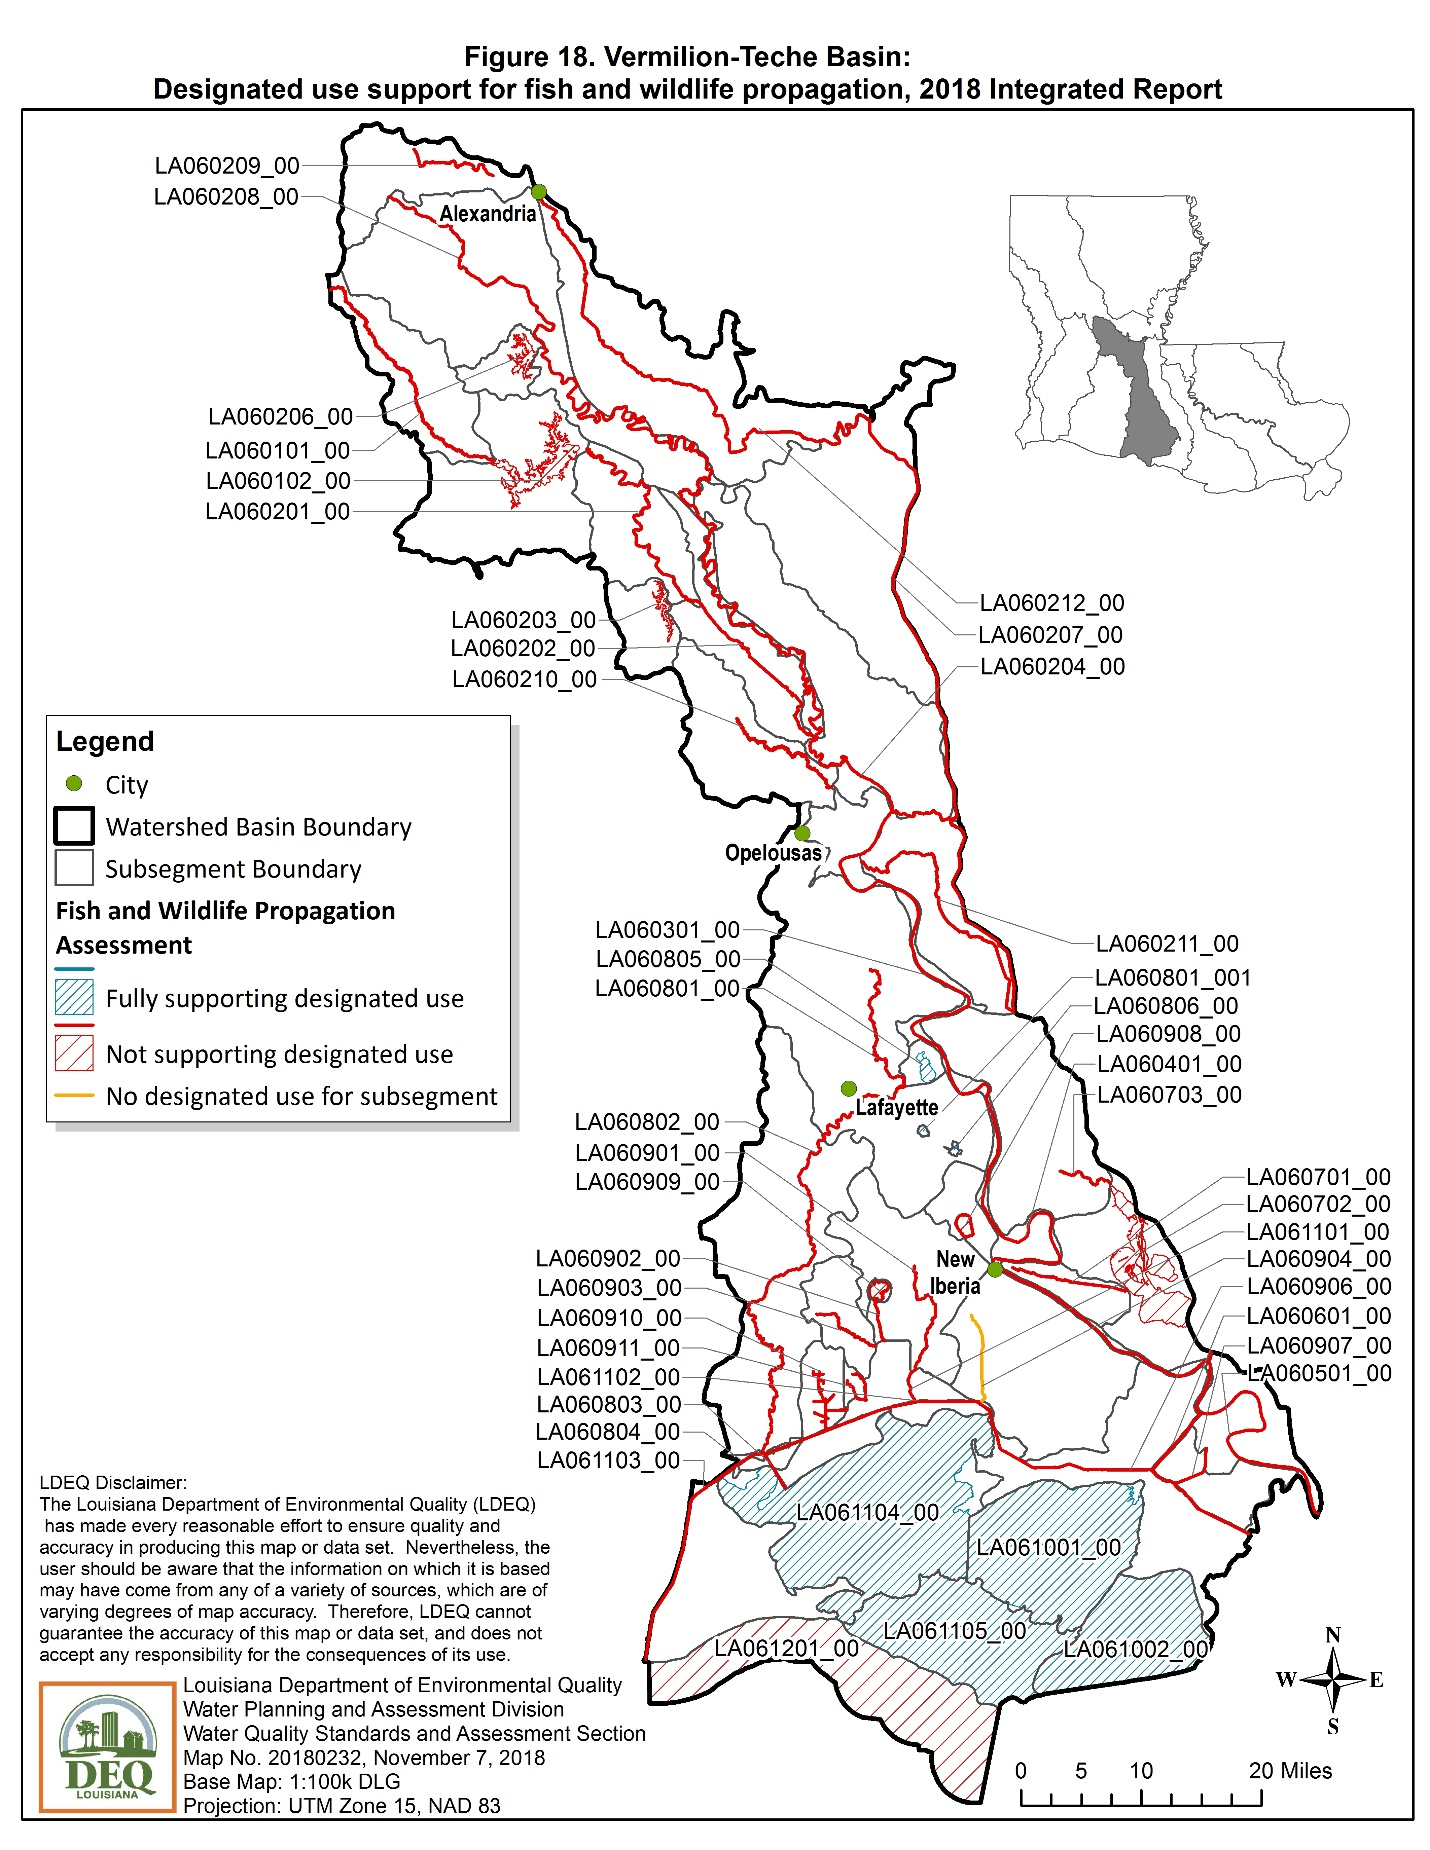 Figure 18. Vermilion-Teche Basin:
Designated use support for fish and wildlife propagation, 2018 Integrated Report
LA060209_00
LA060208_00
Alexandria
LA060206_00
LA060101_00
LA060102_00
LA060201_00
LA060212_00
LA060203_00
LA060207_00
LA060202_00
LA060204_00
LA060210_00
Legend
City
Watershed Basin Boundary
Subsegment Boundary
Fish and Wildlife Propagation
Assessment
Fully supporting designated use
Not supporting designated use
No designated use for subsegment
Opelousas
LA060301_00
LA060805_00
LA060801_00
LA060211_00
LA060801_001
LA060806_00
LA060908_00
LA060401_00
LA060703_00
Lafayette
LA060802_00
LA060901_00
LA060909_00
LA060701_00
LA060702_00
LA061101_00
LA060904_00
LA060906_00
LA060601_00
LA060907_00
LA060501_00
New
Iberia
LA060902_00
LA060903_00
LA060910_00
LA060911_00
LA061102_00
LA060803_00
LA060804_00
LA061103_00
LA061104_00
LA061001_00
LA061105_00
LA061002_00
LA061201_00
LDEQ Disclaimer:
The Louisiana Department of Environmental Quality (LDEQ)
has made every reasonable effort to ensure quality and
accuracy in producing this map or data set. Nevertheless, the
user should be aware that the information on which it is based
may have come from any of a variety of sources, which are of
varying degrees of map accuracy. Therefore, LDEQ cannot
guarantee the accuracy of this map or data set, and does not
accept any responsibility for the consequences of its use.
DEQ
LOUISIANA
Louisiana Department of Environmental Quality
Water Planning and Assessment Division
Water Quality Standards and Assessment Section
Map No. 20180232, November 7, 2018
Base Map: 1:100k DLG
Projection: UTM Zone 15, NAD 83
N
W E
S
0 5 10 20 Miles